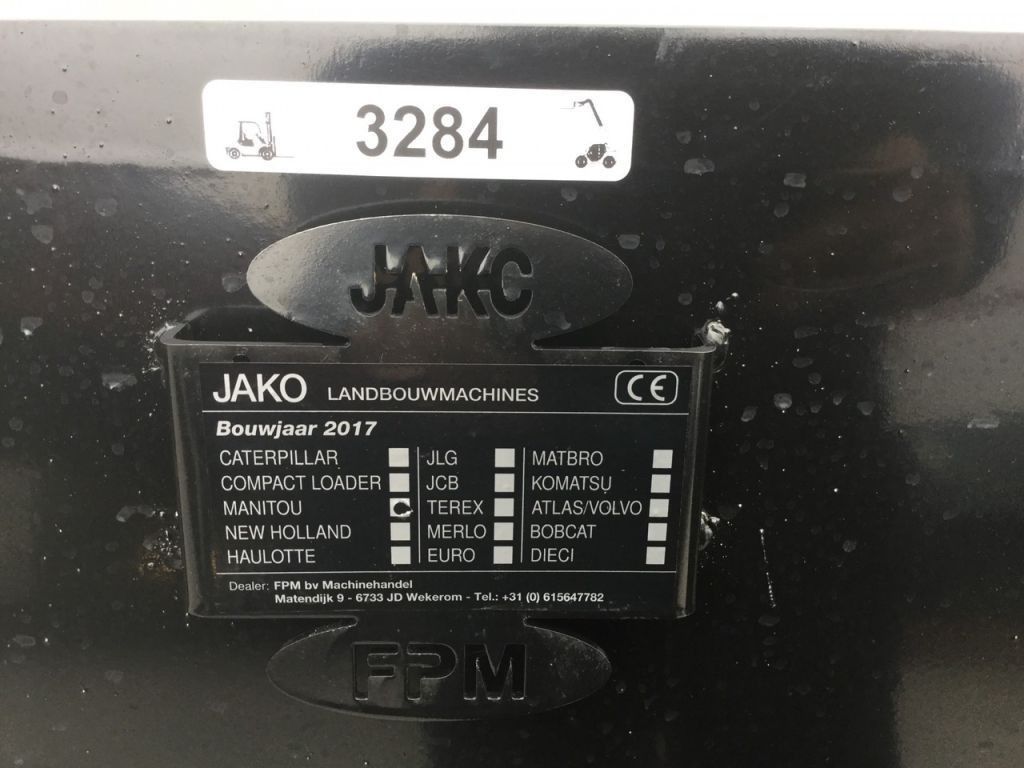 3284
JAKO
JAKO LANDBOUWMACHINES CE
Bouwjaar 2017
CATERPILLAR JLG MATBRO
COMPACT LOADER JCB KOMATSU
MANITOU TEREX ATLAS/VOLVO
NEW HOLLAND MERLO BOBCAT
HAULOTTE EURO DIECI
Dealer: FPM bv Machinehandel
Matendijk 9 - 6733 JD Wekerom - Tel.: +31 (0) 615647782
FPM